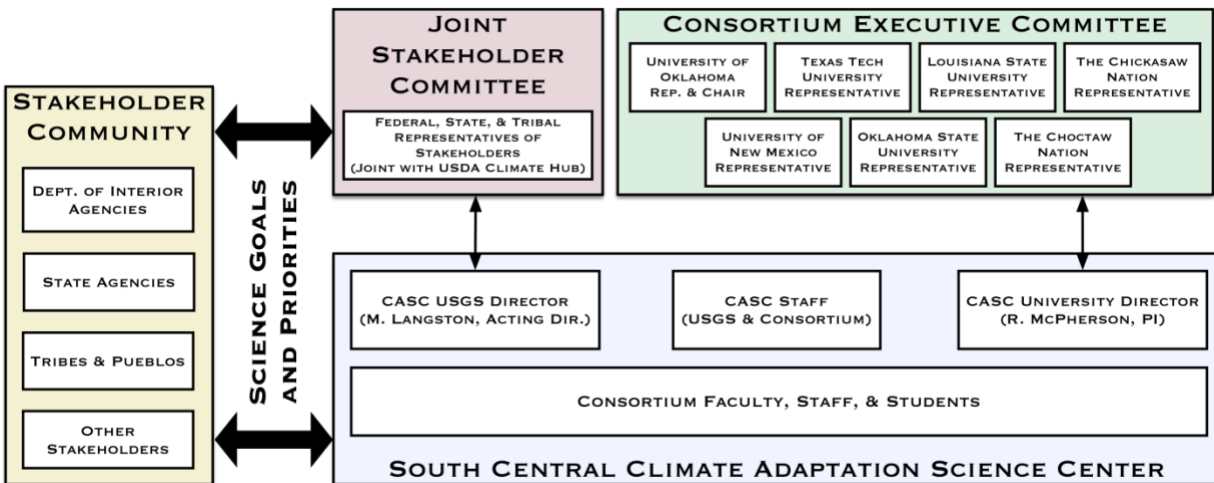 STAKEHOLDER
COMMUNITY
DEPT. OF INTERIOR
AGENCIES
STATE AGENCIES
TRIBES & PUEBLOS
OTHER
STAKEHOLDERS
SCIENCE GOALS
AND PRIORITIES
JOINT
STAKEHOLDER
COMMITTEE
FEDERAL, STATE, & TRIBAL
REPRESENTATIVES OF
STAKEHOLDERS
(JOINT WITH USDA CLIMATE HUB)
CONSORTIUM EXECUTIVE COMMITTEE
UNIVERSITY OF
OKLAHOMA
REP. & CHAIR
TEXAS TECH
UNIVERSITY
REPRESENTATIVE
LOUISIANA STATE
UNIVERSITY
REPRESENTATIVE
THE CHICKASAW
NATION
REPRESENTATIVE
UNIVERSITY OF
NEW MEXICO
REPRESENTATIVE
OKLAHOMA STATE
UNIVERSITY
REPRESENTATIVE
THE CHOCTAW
NATION
REPRESENTATIVE
CASC USGS DIRECTOR
(M. LANGSTON, ACTING DIR.)
CASC STAFF
(USGS & CONSORTIUM)
CASC UNIVERSITY DIRECTOR
(R. MCPHERSON, PI)
CONSORTIUM FACULTY, STAFF, & STUDENTS
SOUTH CENTRAL CLIMATE ADAPTATION SCIENCE CENTER